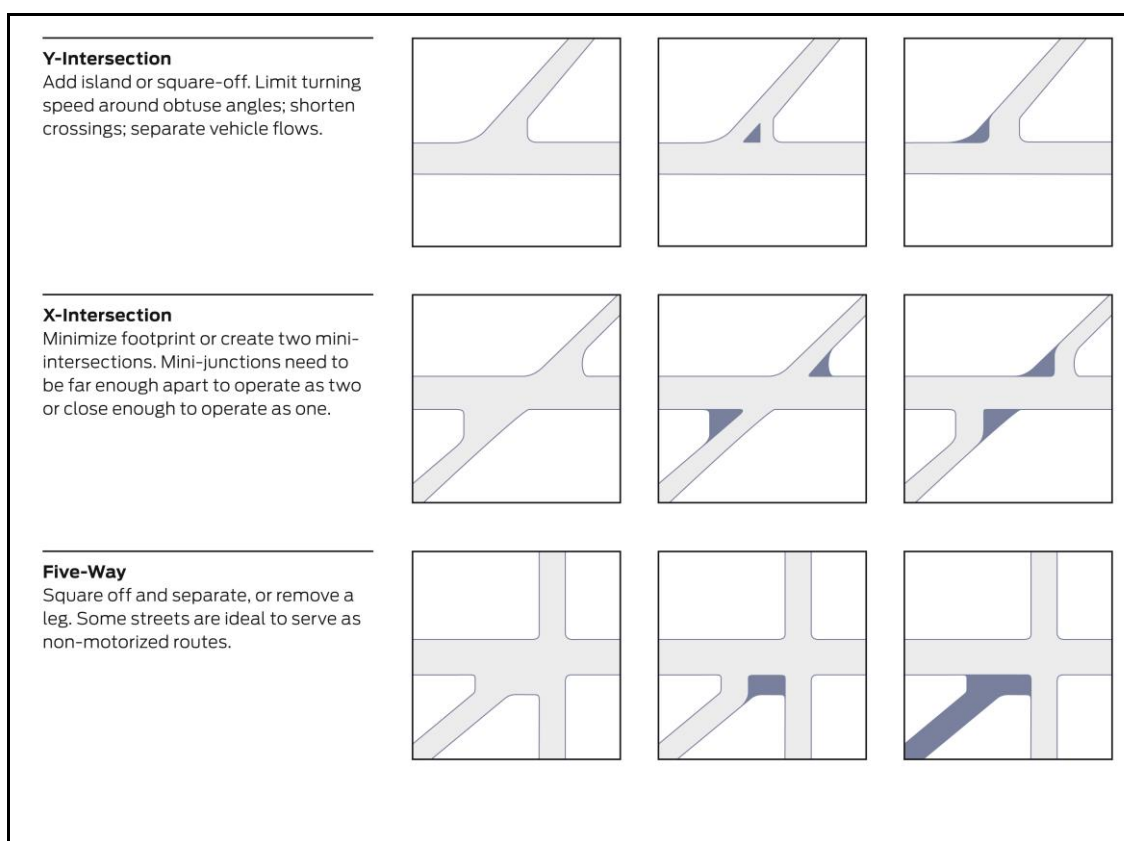 Y-Intersection
Add island or square-off. Limit turning
speed around obtuse angles; shorten
crossings; separate vehicle flows.
X-Intersection
Minimize footprint or create two mini-
intersections. Mini-junctions need to
be far enough apart to operate as two
or close enough to operate as one.
Five-Way
Square off and separate, or remove a
leg. Some streets are ideal to serve as
non-motorized routes.